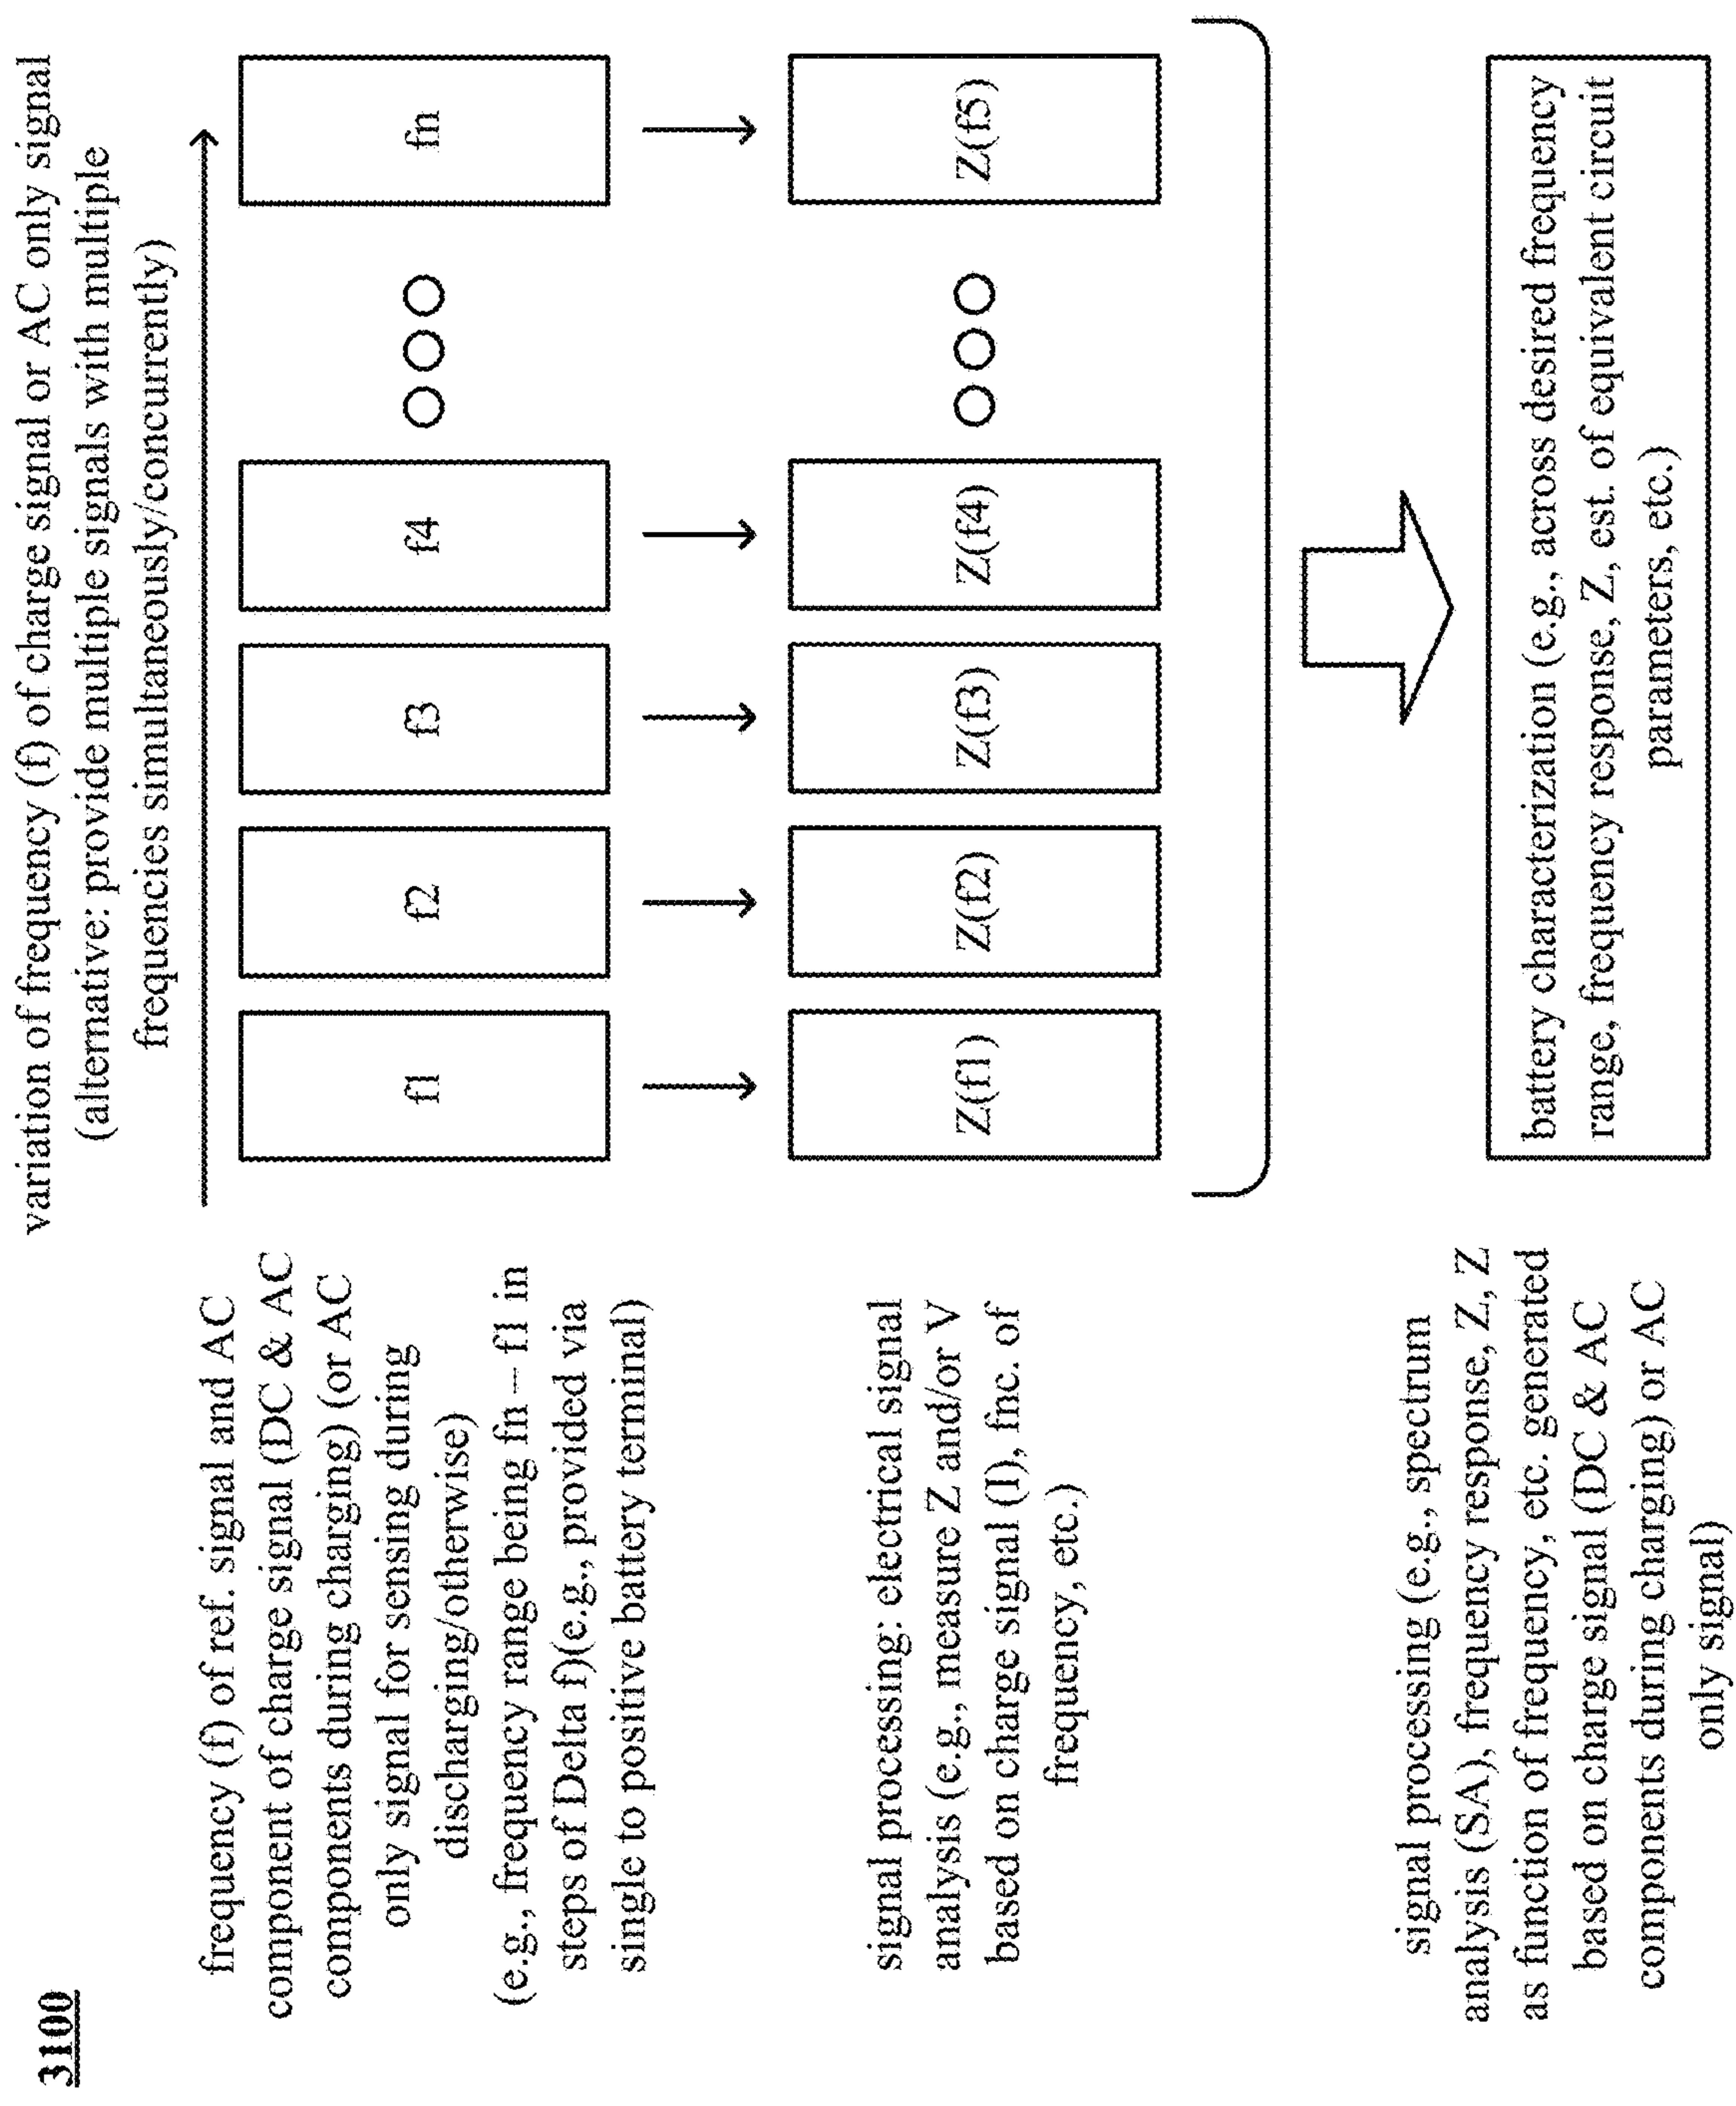 3100
variation of frequency (f) of charge signal or AC only signal
(alternative: provide multiple signals with multiple
frequencies simultaneously/concurrently)
frequency (f) of ref. signal and AC
component of charge signal (DC & AC
components during charging) (or AC
only signal for sensing during
discharging/otherwise)
(e.g., frequency range being fn – f1 in
steps of Delta f)(e.g., provided via
single to positive battery terminal)
f1
f2
f3
f4
fn
signal processing: electrical signal
analysis (e.g., measure Z and/or V
based on charge signal (I), fnc. of
frequency, etc.)
Z(f1)
Z(f2)
Z(f3)
Z(f4)
Z(f5)
signal processing (e.g., spectrum
analysis (SA), frequency response, Z, Z
as function of frequency, etc. generated
based on charge signal (DC & AC
components during charging) or AC
only signal)
battery characterization (e.g., across desired frequency
range, frequency response, Z, est. of equivalent circuit
parameters, etc.)